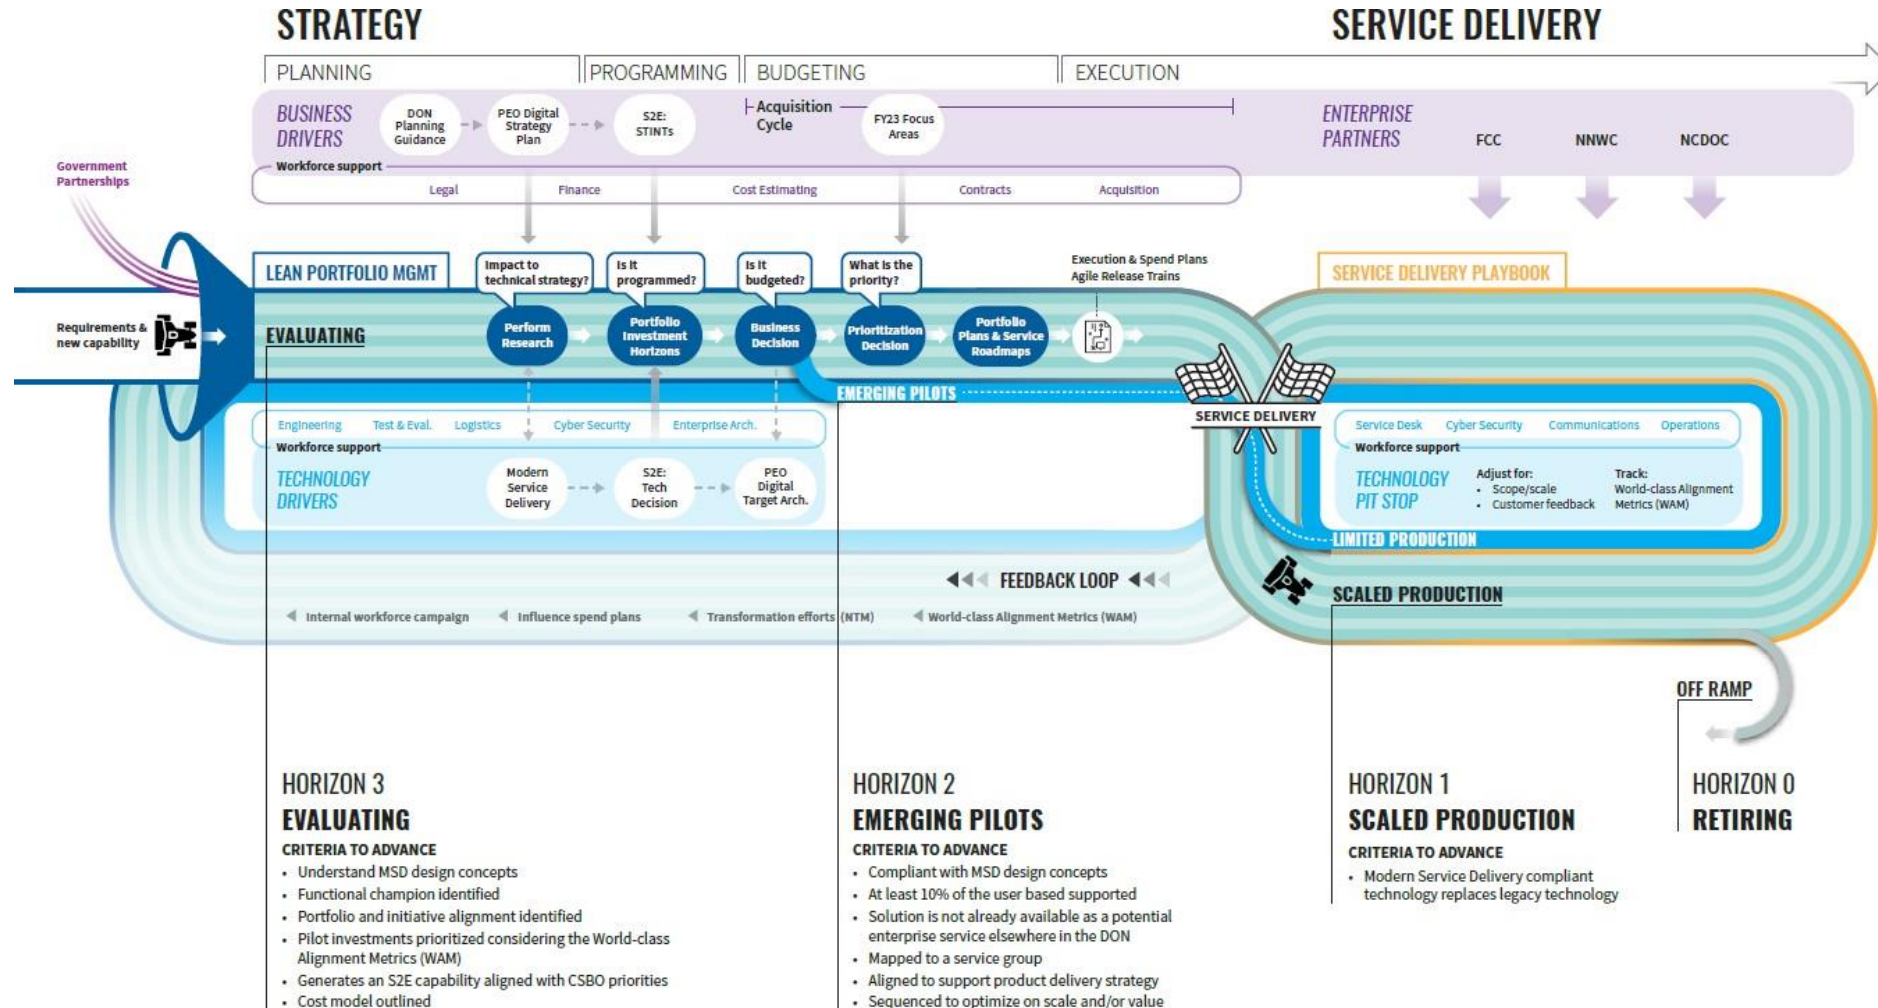 STRATEGY
SERVICE DELIVERY
PLANNING
PROGRAMMING
BUDGETING
EXECUTION
BUSINESS
DRIVERS
DON
Planning
Guidance
PEO Digital
Strategy
Plan
S2E:
STINTs
Acquisition
Cycle
FY23 Focus
Areas
ENTERPRISE
PARTNERS
FCC
NNWC
NCDOC
Workforce support
Legal
Finance
Cost Estimating
Contracts
Acquisition
Government
Partnerships
LEAN PORTFOLIO MGMT
Impact to
technical strategy?
Is it
programmed?
Is it
budgeted?
What is the
priority?
Execution & Spend Plans
Agile Release Trains
SERVICE DELIVERY PLAYBOOK
Requirements &
new capability
EVALUATING
Perform
Research
Portfolio
Investment
Horizons
Business
Decision
Prioritization
Decision
Portfolio
Plans & Service
Roadmaps
EMERGING PILOTS
SERVICE DELIVERY
Engineering
Test & Eval.
Logistics
Cyber Security
Enterprise Arch.
Workforce support
TECHNOLOGY
DRIVERS
Modern
Service
Delivery
S2E:
Tech
Decision
PEO
Digital
Target Arch.
Service Desk
Cyber Security
Communications
Operations
Workforce support
TECHNOLOGY
PIT STOP
Adjust for:
• Scope/scale
• Customer feedback
Track:
World-class Alignment
Metrics (WAM)
LIMITED PRODUCTION
FEEDBACK LOOP
Internal workforce campaign
Influence spend plans
Transformation efforts (NTM)
World-class Alignment Metrics (WAM)
SCALED PRODUCTION
OFF RAMP
HORIZON 3
EVALUATING
CRITERIA TO ADVANCE
• Understand MSD design concepts
• Functional champion identified
• Portfolio and initiative alignment identified
• Pilot investments prioritized considering the World-class
Alignment Metrics (WAM)
• Generates an S2E capability aligned with CSBO priorities
• Cost model outlined
HORIZON 2
EMERGING PILOTS
CRITERIA TO ADVANCE
• Compliant with MSD design concepts
• At least 10% of the user based supported
• Solution is not already available as a potential
enterprise service elsewhere in the DON
• Mapped to a service group
• Aligned to support product delivery strategy
• Sequenced to optimize on scale and/or value
HORIZON 1
SCALED PRODUCTION
CRITERIA TO ADVANCE
• Modern Service Delivery compliant
technology replaces legacy technology
HORIZON 0
RETIRING